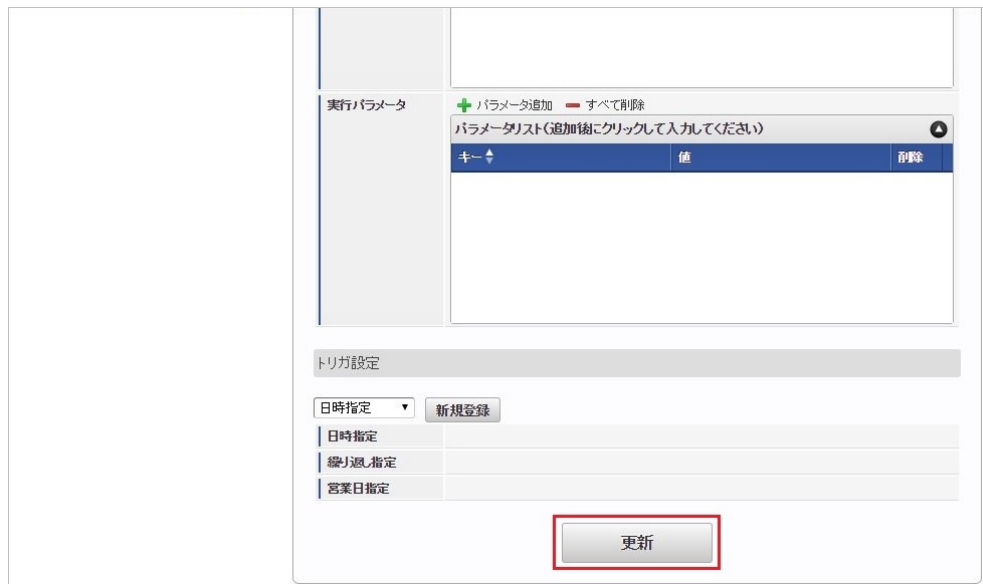 実行パラメータ
パラメータ追加 すべて削除
パラメータリスト(追加後にクリックして入力してください)
キー 値 削除
トリガ設定
日時指定 新規登録
日時指定
繰り返し指定
営業日指定
更新